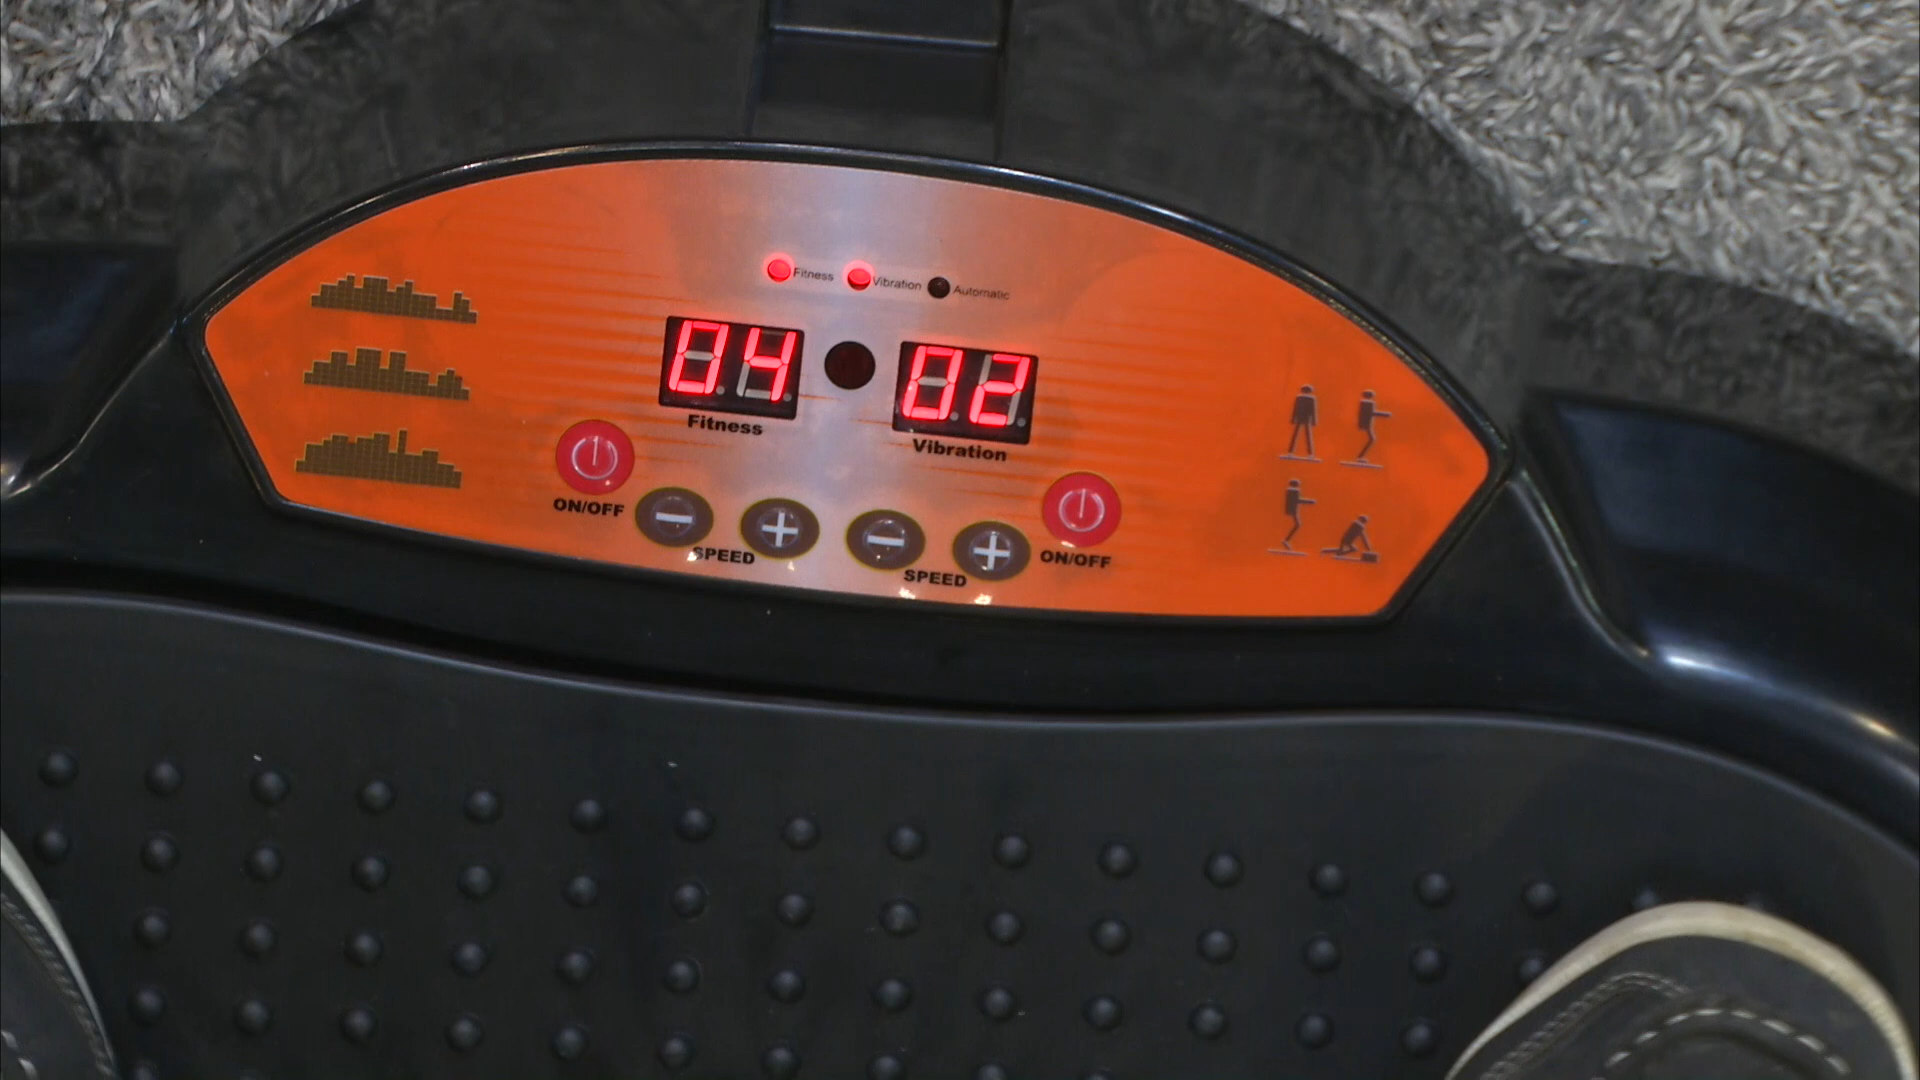 Fitness Vibration Automatic
04 02
Fitness Vibration
ON/OFF ON/OFF
SPEED SPEED